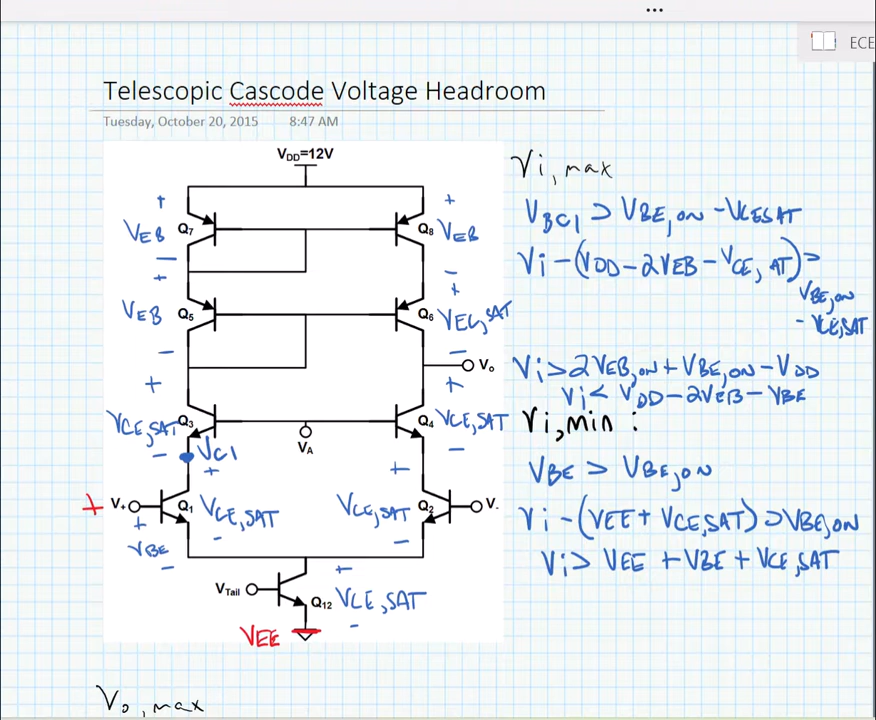 ECE
Telescopic Cascode Voltage Headroom
Tuesday, October 20, 2015 8:47 AM
VDD=12V
+ +
VEB Q7 Q8 VEB
- -
+ +
VEB Q5 Q6 VEC,SAT
- -
Vo
+ +
VCE,SAT Q3 Q4 VCE,SAT
VA
- VC1 -
+ +
+ V+ Q1 VCE,SAT VCE,SAT Q2 V-
+ - -
VBE
-
+
VTail Q12 VCE,SAT
-
VEE
Vi,max
VBC1 > VBE,ON - VCESAT
Vi - (VDD - 2VEB - VCE, AT) >
VBE,ON
- VCE,SAT
Vi > 2VEB,ON + VBE,ON - VDD
Vi < VDD - 2VEB - VBE
Vi,min :
VBE > VBE,ON
Vi - (VEE + VCE,SAT) > VBE,ON
Vi > VEE + VBE + VCE,SAT
Vo,max